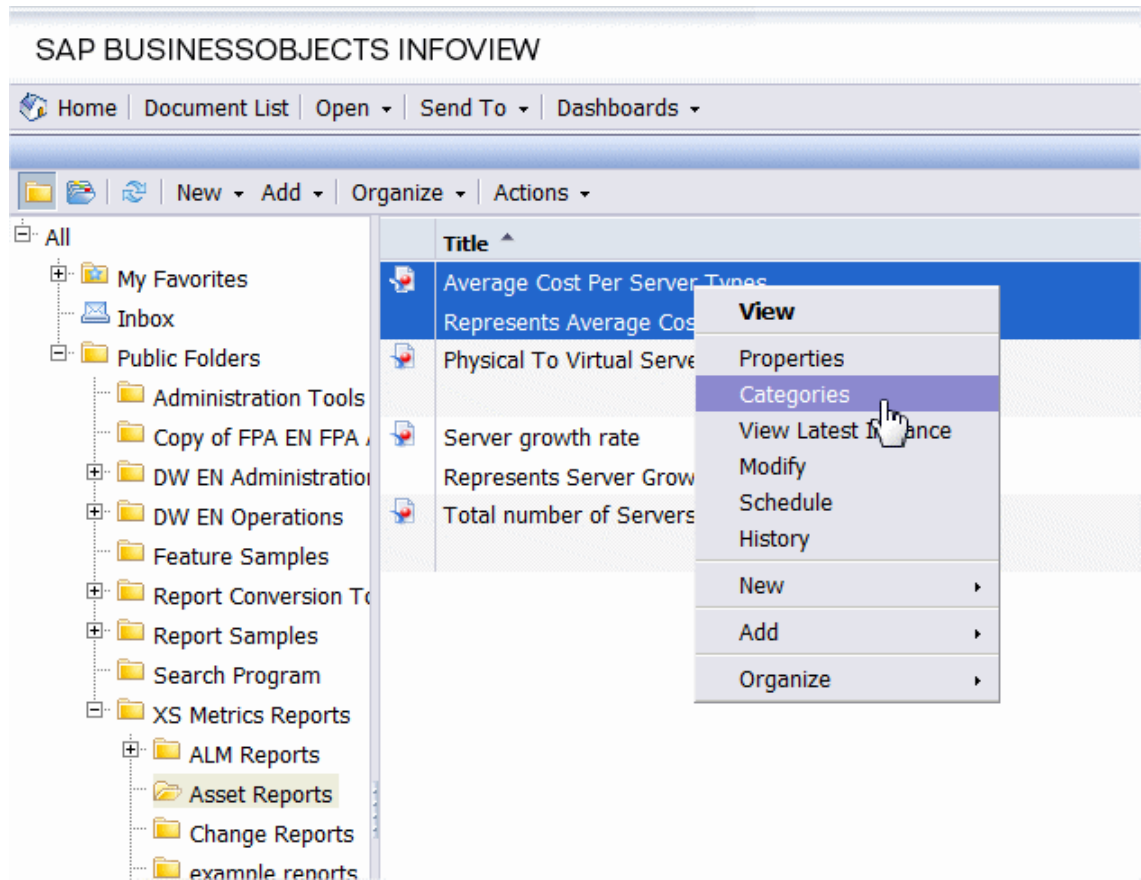 SAP BUSINESSOBJECTS INFOVIEW
Home Document List Open Send To Dashboards
New Add Organize Actions
All
My Favorites
Inbox
Public Folders
Administration Tools
Copy of FPA EN FPA
DW EN Administration
DW EN Operations
Feature Samples
Report Conversion
Report Samples
Search Program
XS Metrics Reports
ALM Reports
Asset Reports
Change Reports
example reports
Title
Average Cost Per Server Types
Represents Average Cos
Physical To Virtual Serve
Server growth rate
Represents Server Grow
Total number of Servers
View
Properties
Categories
View Latest Instance
Modify
Schedule
History
New
Add
Organize